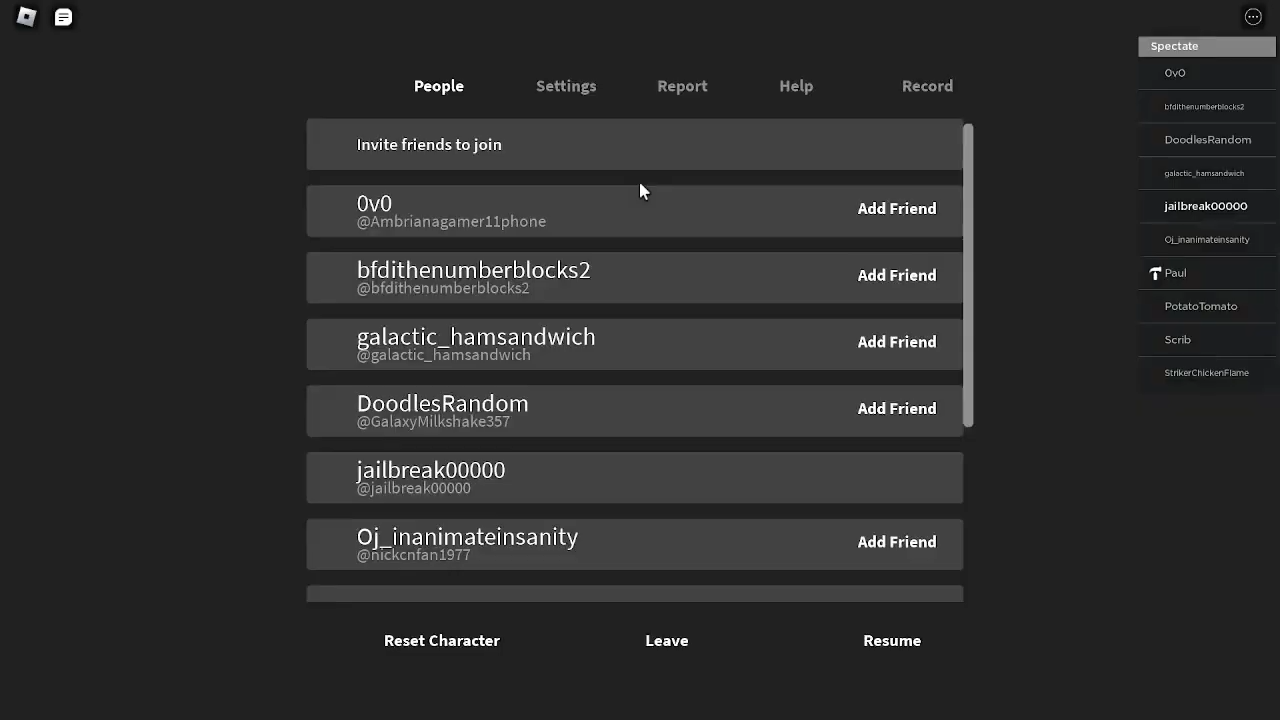 People
Settings
Report
Help
Record
Invite friends to join
0v0
@Ambrianagamer11phone
Add Friend
bfdithenumberblocks2
@bfdithenumberblocks2
Add Friend
galactic_hamsandwich
@galactic_hamsandwich
Add Friend
DoodlesRandom
@GalaxyMilkshake357
Add Friend
jailbreak00000
@jailbreak00000
Oj_inanimateinsanity
@nickcnfan1977
Add Friend
Reset Character
Leave
Resume
Spectate
0v0
bfdithenumberblocks2
DoodlesRandom
galactic_hamsandwich
jailbreak00000
Oj_inanimateinsanity
Paul
PotatoTomato
Scrib
StrikerChickenFlame